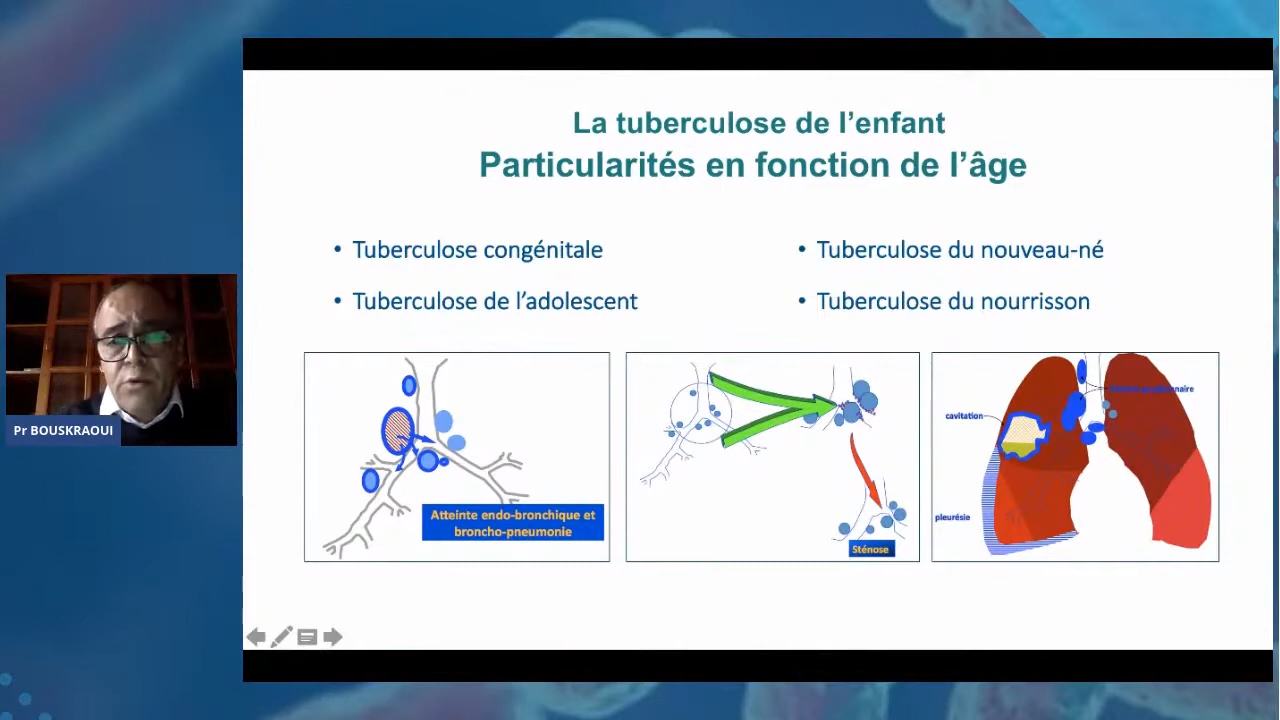 La tuberculose de l'enfant
Particularités en fonction de l'âge
• Tuberculose congénitale
• Tuberculose du nouveau-né
• Tuberculose de l'adolescent
• Tuberculose du nourrisson
Atteinte endo-bronchique et
broncho-pneumonie
Sténose
cavitation
pleurésie
Pr BOUSKRAOUI